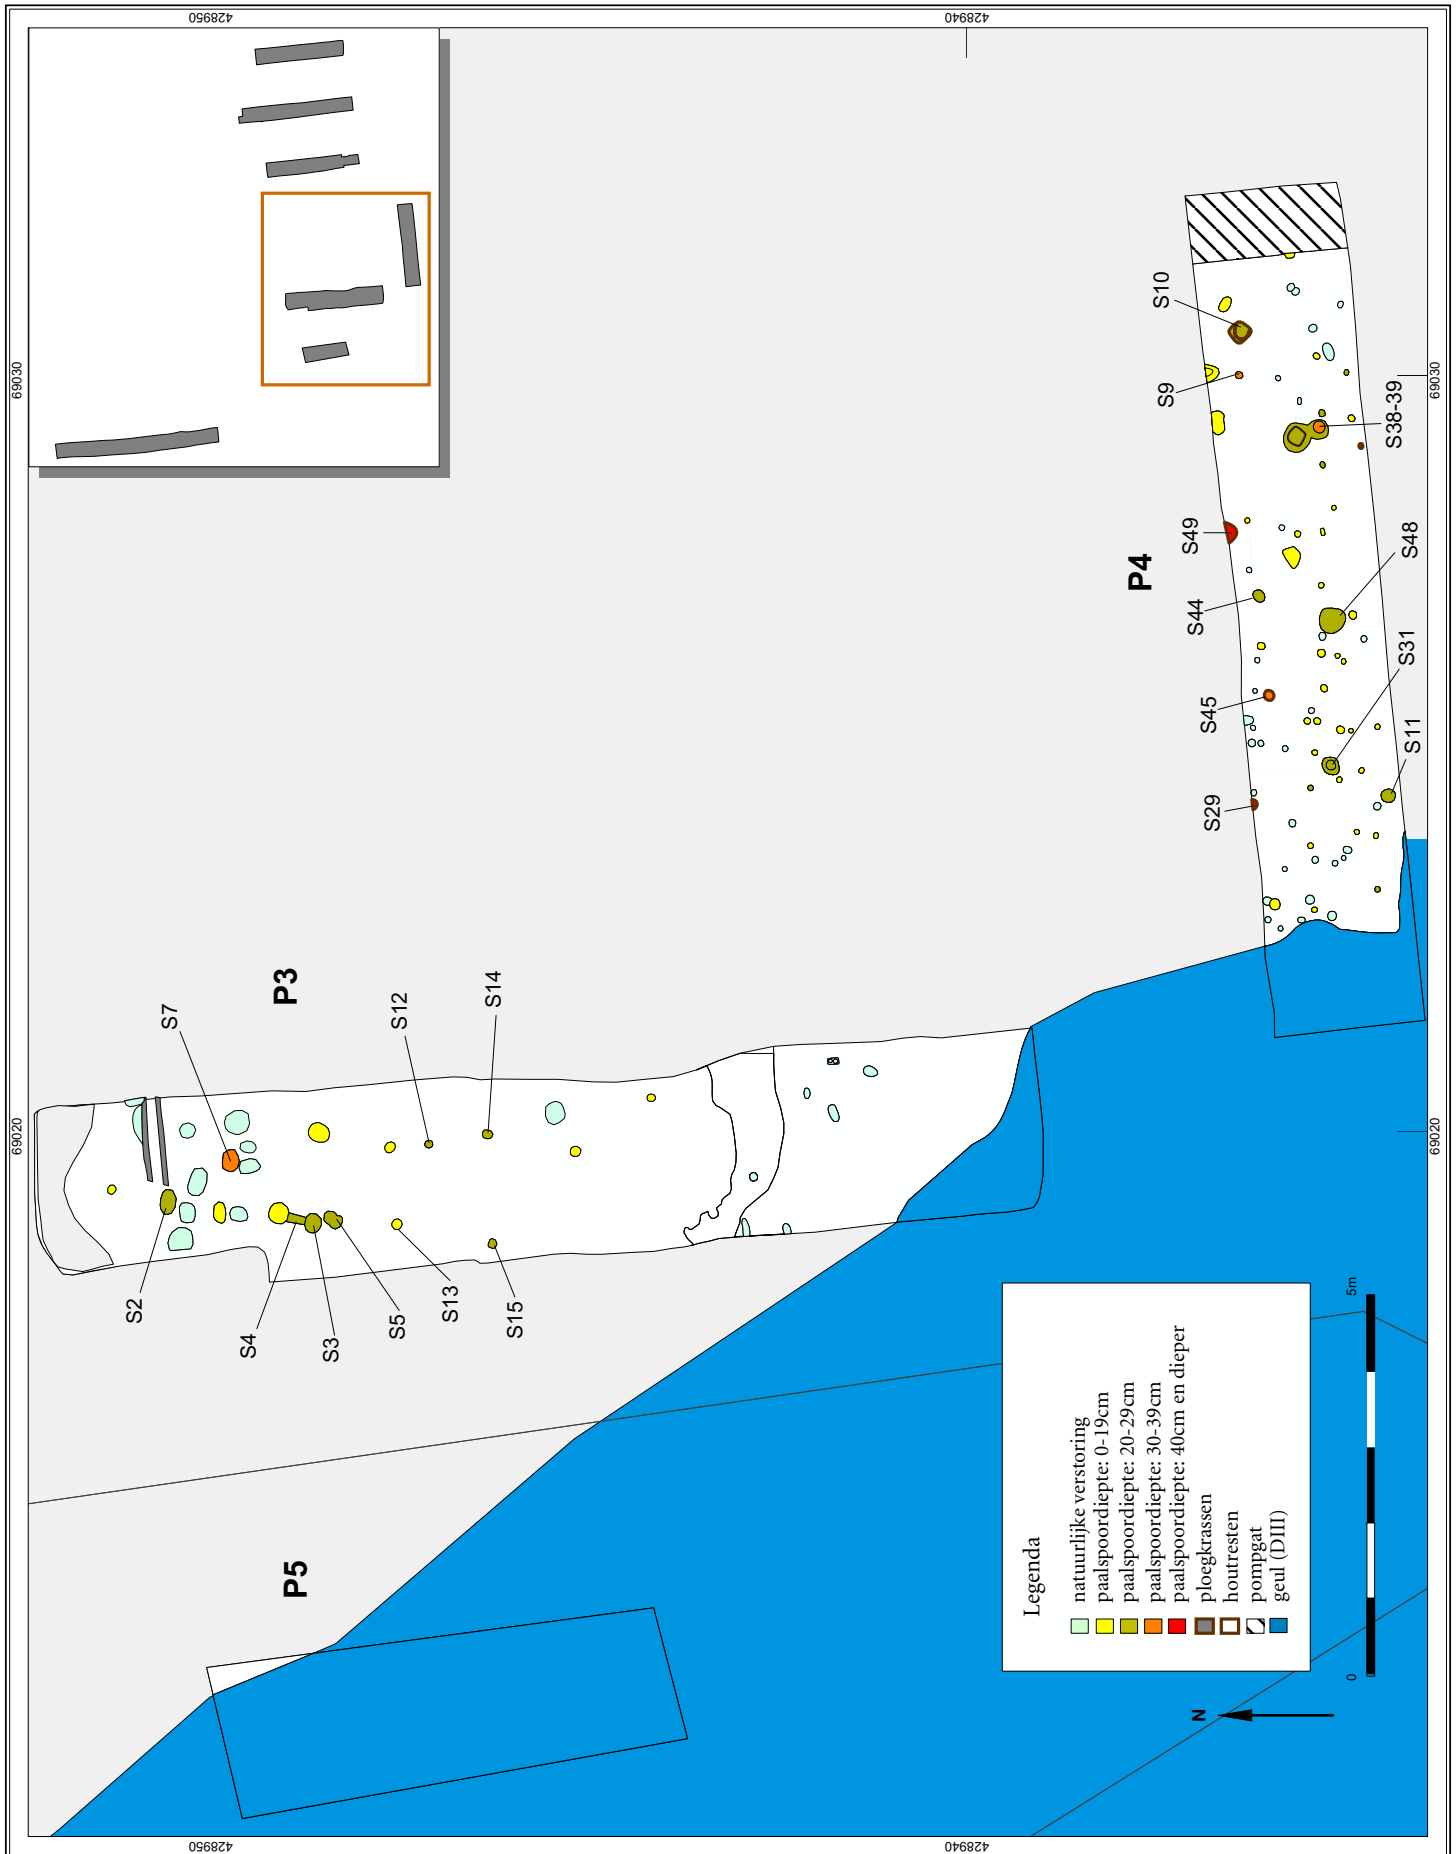 428950
428940
69030
69030
69020
69020
428950
428940
P3
P4
P5
S7
S12
S14
S2
S4
S3
S5
S13
S15
S10
S9
S38-39
S49
S48
S44
S31
S45
S11
S29
Legenda
natuurlijke verstoring
paalspoordiepte: 0-19cm
paalspoordiepte: 20-29cm
paalspoordiepte: 30-39cm
paalspoordiepte: 40cm en dieper
ploegkrassen
houtresten
pompgat
geul (DIII)
N
0
5m